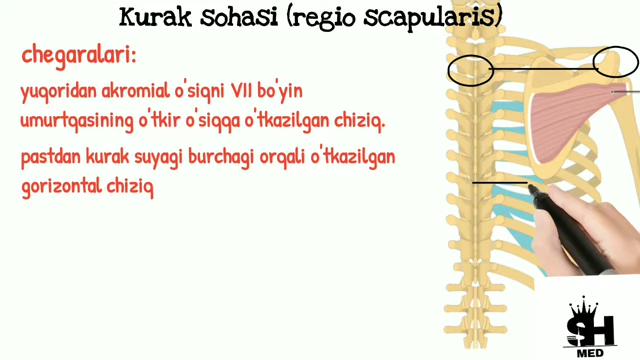 Kurak sohasi (regio scapularis)
chegaralari:
yuqoridan akromial o'siqni VII bo'yin
umurtqasining o'tkir o'siqqa o'tkazilgan chiziq.
pastdan kurak suyagi burchagi orqali o'tkazilgan
gorizontal chiziq
SH
MED